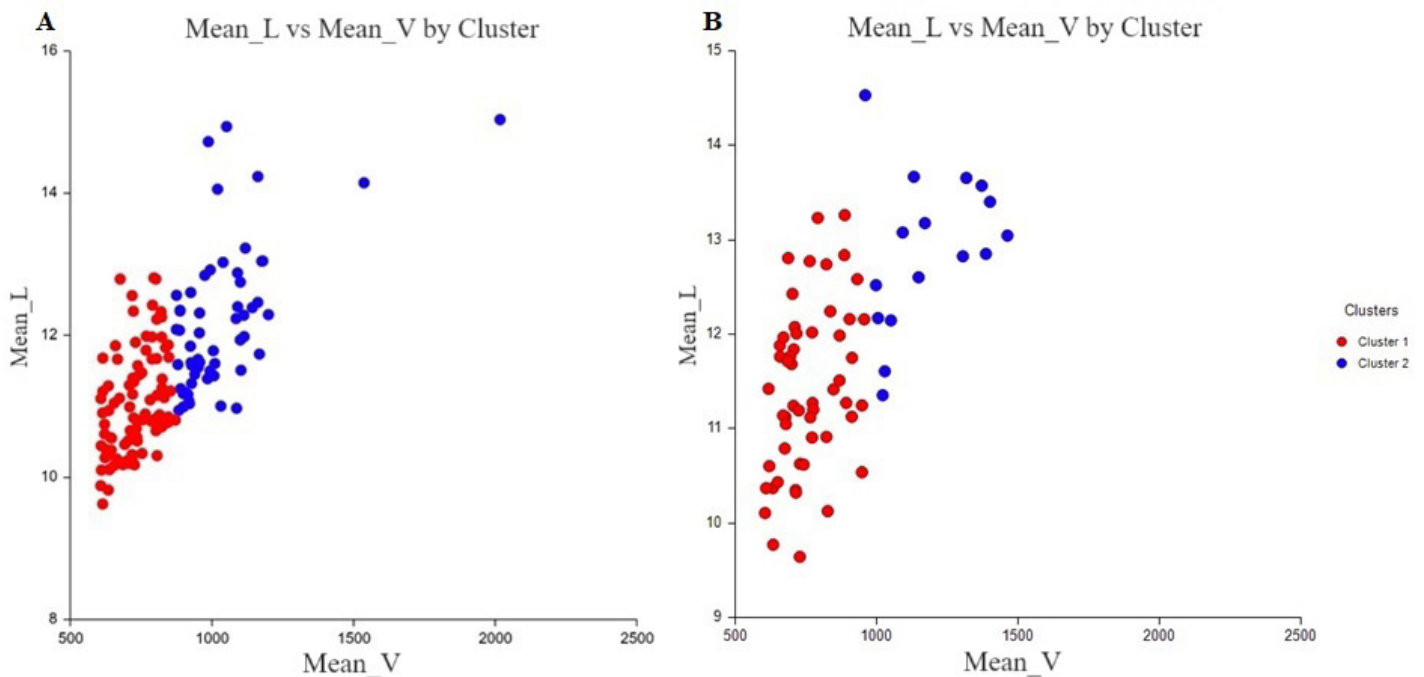 A
Mean_L vs Mean_V by Cluster
16
14
12
10
8
Mean_L
500
1000
1500
2000
2500
Mean_V
B
Mean_L vs Mean_V by Cluster
15
14
13
12
11
10
9
Mean_L
500
1000
1500
2000
2500
Mean_V
Clusters
Cluster 1
Cluster 2